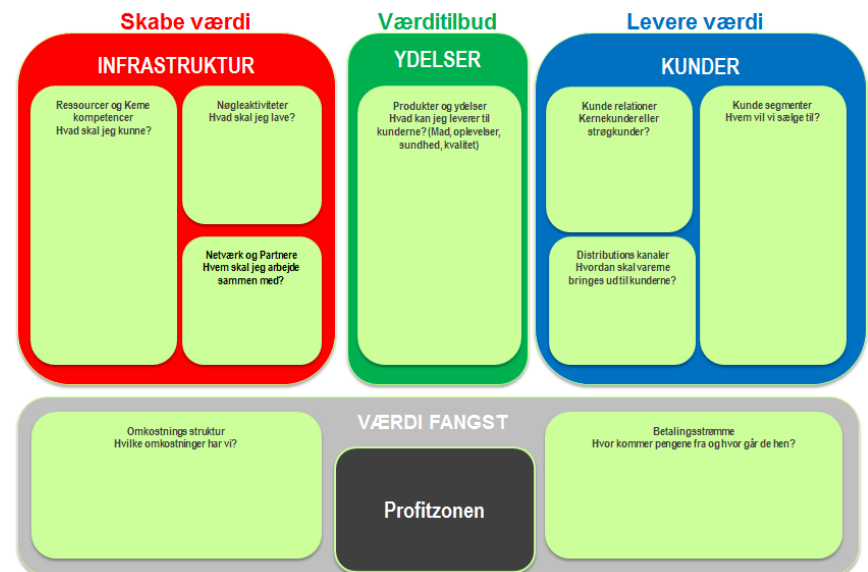 Skabe værdi
Værditilbud
Levere værdi
INFRASTRUKTUR
Ressourcer og Kerne
kompetencer
Hvad skal jeg kunne?
Nøgleaktiviteter
Hvad skal jeg lave?
Netværk og Partnere
Hvem skal jeg arbejde
sammen med?
YDELSER
Produkter og ydelser
Hvad kan jeg leverer til
kunderne? (Mad, oplevelser,
sundhed, kvalitet)
KUNDER
Kunde relationer
Kernekunder eller
strøgkunder?
Distributions kanaler
Hvordan skal varerne
bringes ud til kunderne?
Kunde segmenter
Hvem vil vi sælge til?
VÆRDI FANGST
Omkostnings struktur
Hvilke omkostninger har vi?
Profitzonen
Betalingsstrømme
Hvor kommer pengene fra og hvor går de hen?